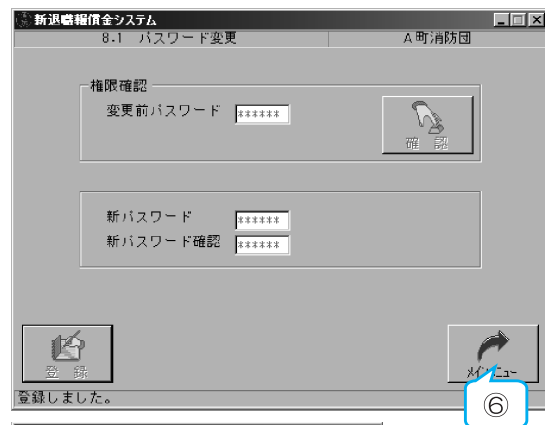 新退職報償金システム
8.1 パスワード変更 A町消防団
権限確認
変更前パスワード ******
確 認
新パスワード ******
新パスワード確認 ******
登 録
メインメニュー
登録しました。
⑥